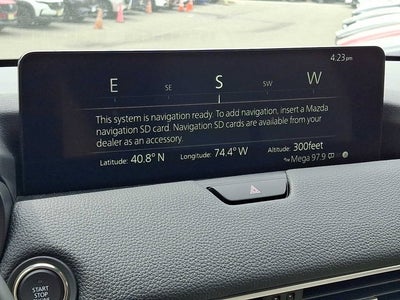 4:23pm
E SE S SW W
This system is navigation ready. To add navigation, insert a Mazda
navigation SD card. Navigation SD cards are available from your
dealer as an accessory.
Latitude: 40.8° N Longitude: 74.4° W Altitude: 300feet
Mega 97.9
START
STOP